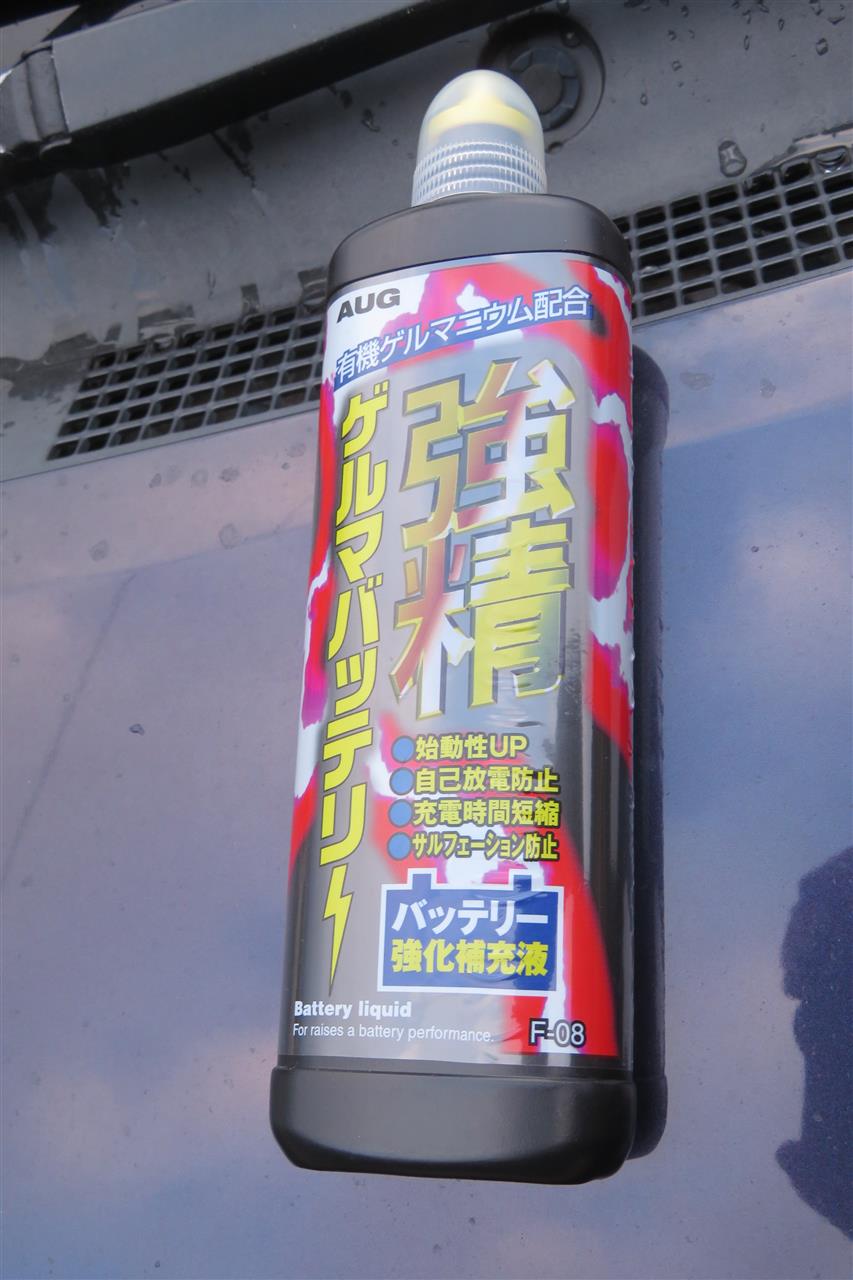 AUG
有機ゲルマニウム配合
強精
ゲルマバッテリー
●始動性UP
●自己放電防止
●充電時間短縮
●サルフェーション防止
バッテリー
強化補充液
Battery liquid
For raises a battery performance.
F-08